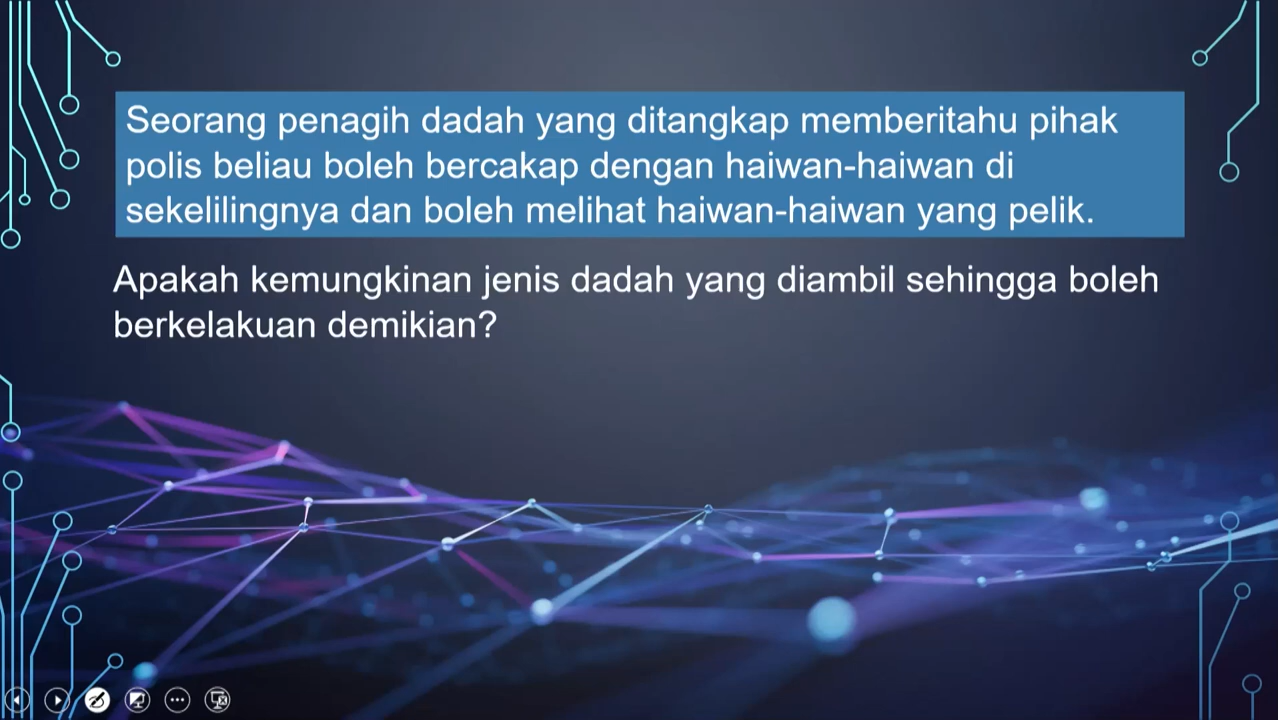 Seorang penagih dadah yang ditangkap memberitahu pihak
polis beliau boleh bercakap dengan haiwan-haiwan di
sekelilingnya dan boleh melihat haiwan-haiwan yang pelik.
Apakah kemungkinan jenis dadah yang diambil sehingga boleh
berkelakuan demikian?